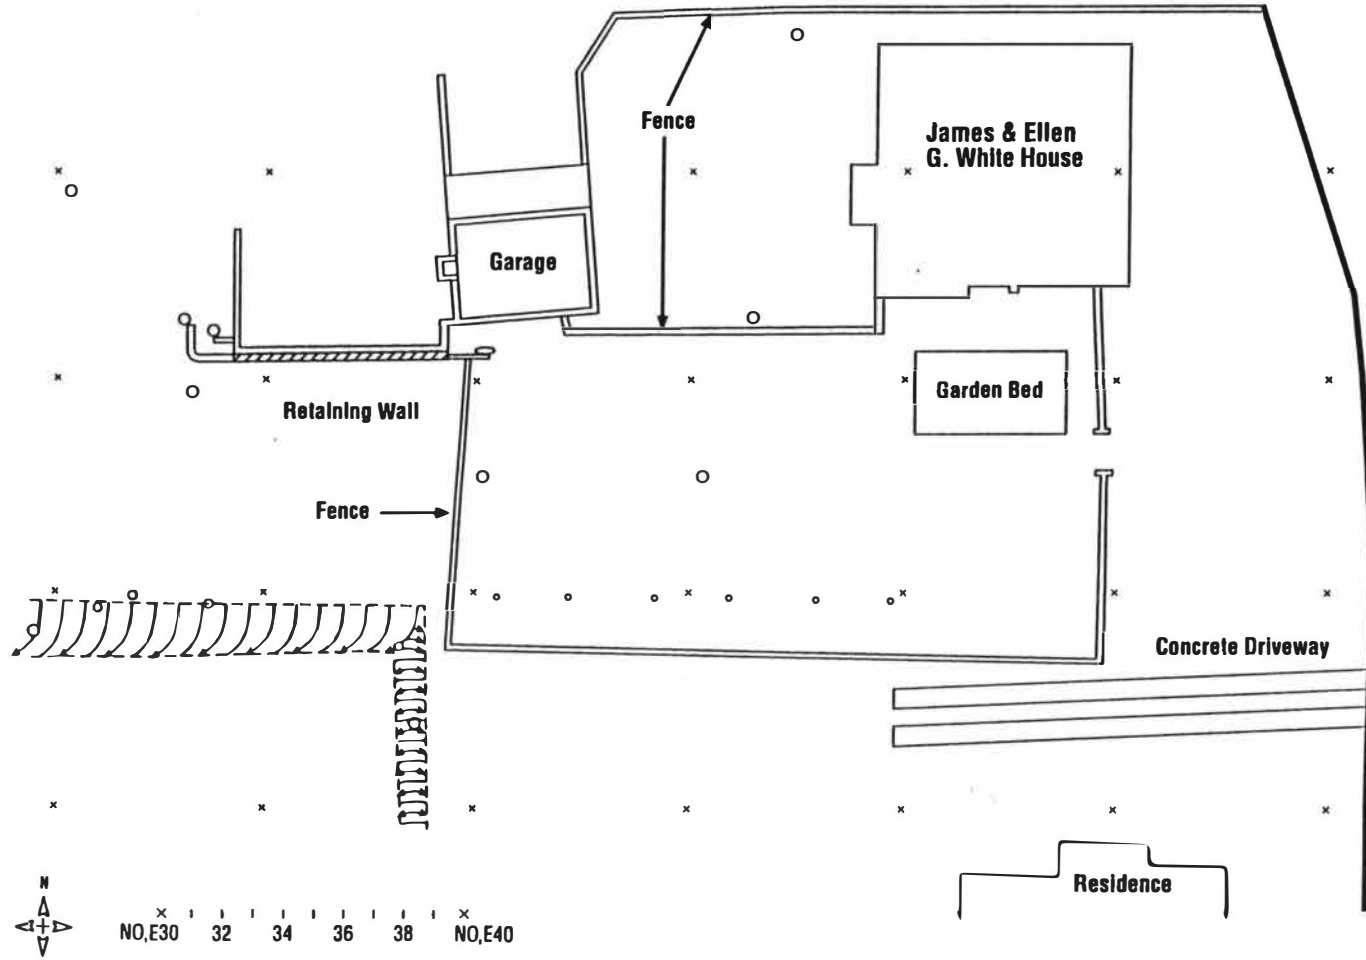 Fence
James & Ellen
G. White House
Garage
Garden Bed
Retaining Wall
Fence
Concrete Driveway
Residence
N
NO,E30 32 34 36 38 NO,E40